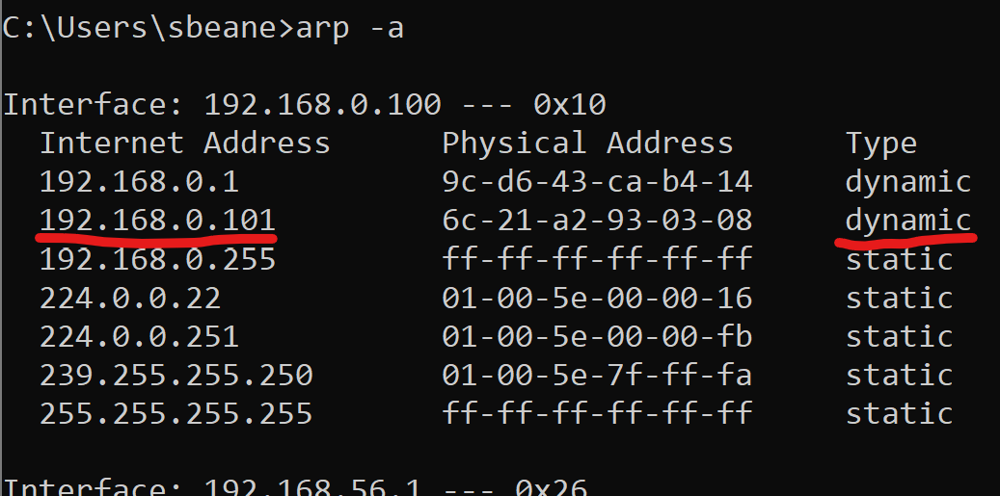 C:\Users\sbeane>arp -a
Interface: 192.168.0.100 --- 0x10
Internet Address Physical Address Type
192.168.0.1 9c-d6-43-ca-b4-14 dynamic
192.168.0.101 6c-21-a2-93-03-08 dynamic
192.168.0.255 ff-ff-ff-ff-ff-ff static
224.0.0.22 01-00-5e-00-00-16 static
224.0.0.251 01-00-5e-00-00-fb static
239.255.255.250 01-00-5e-7f-ff-fa static
255.255.255.255 ff-ff-ff-ff-ff-ff static
Interface: 192.168.56.1 --- 0x26